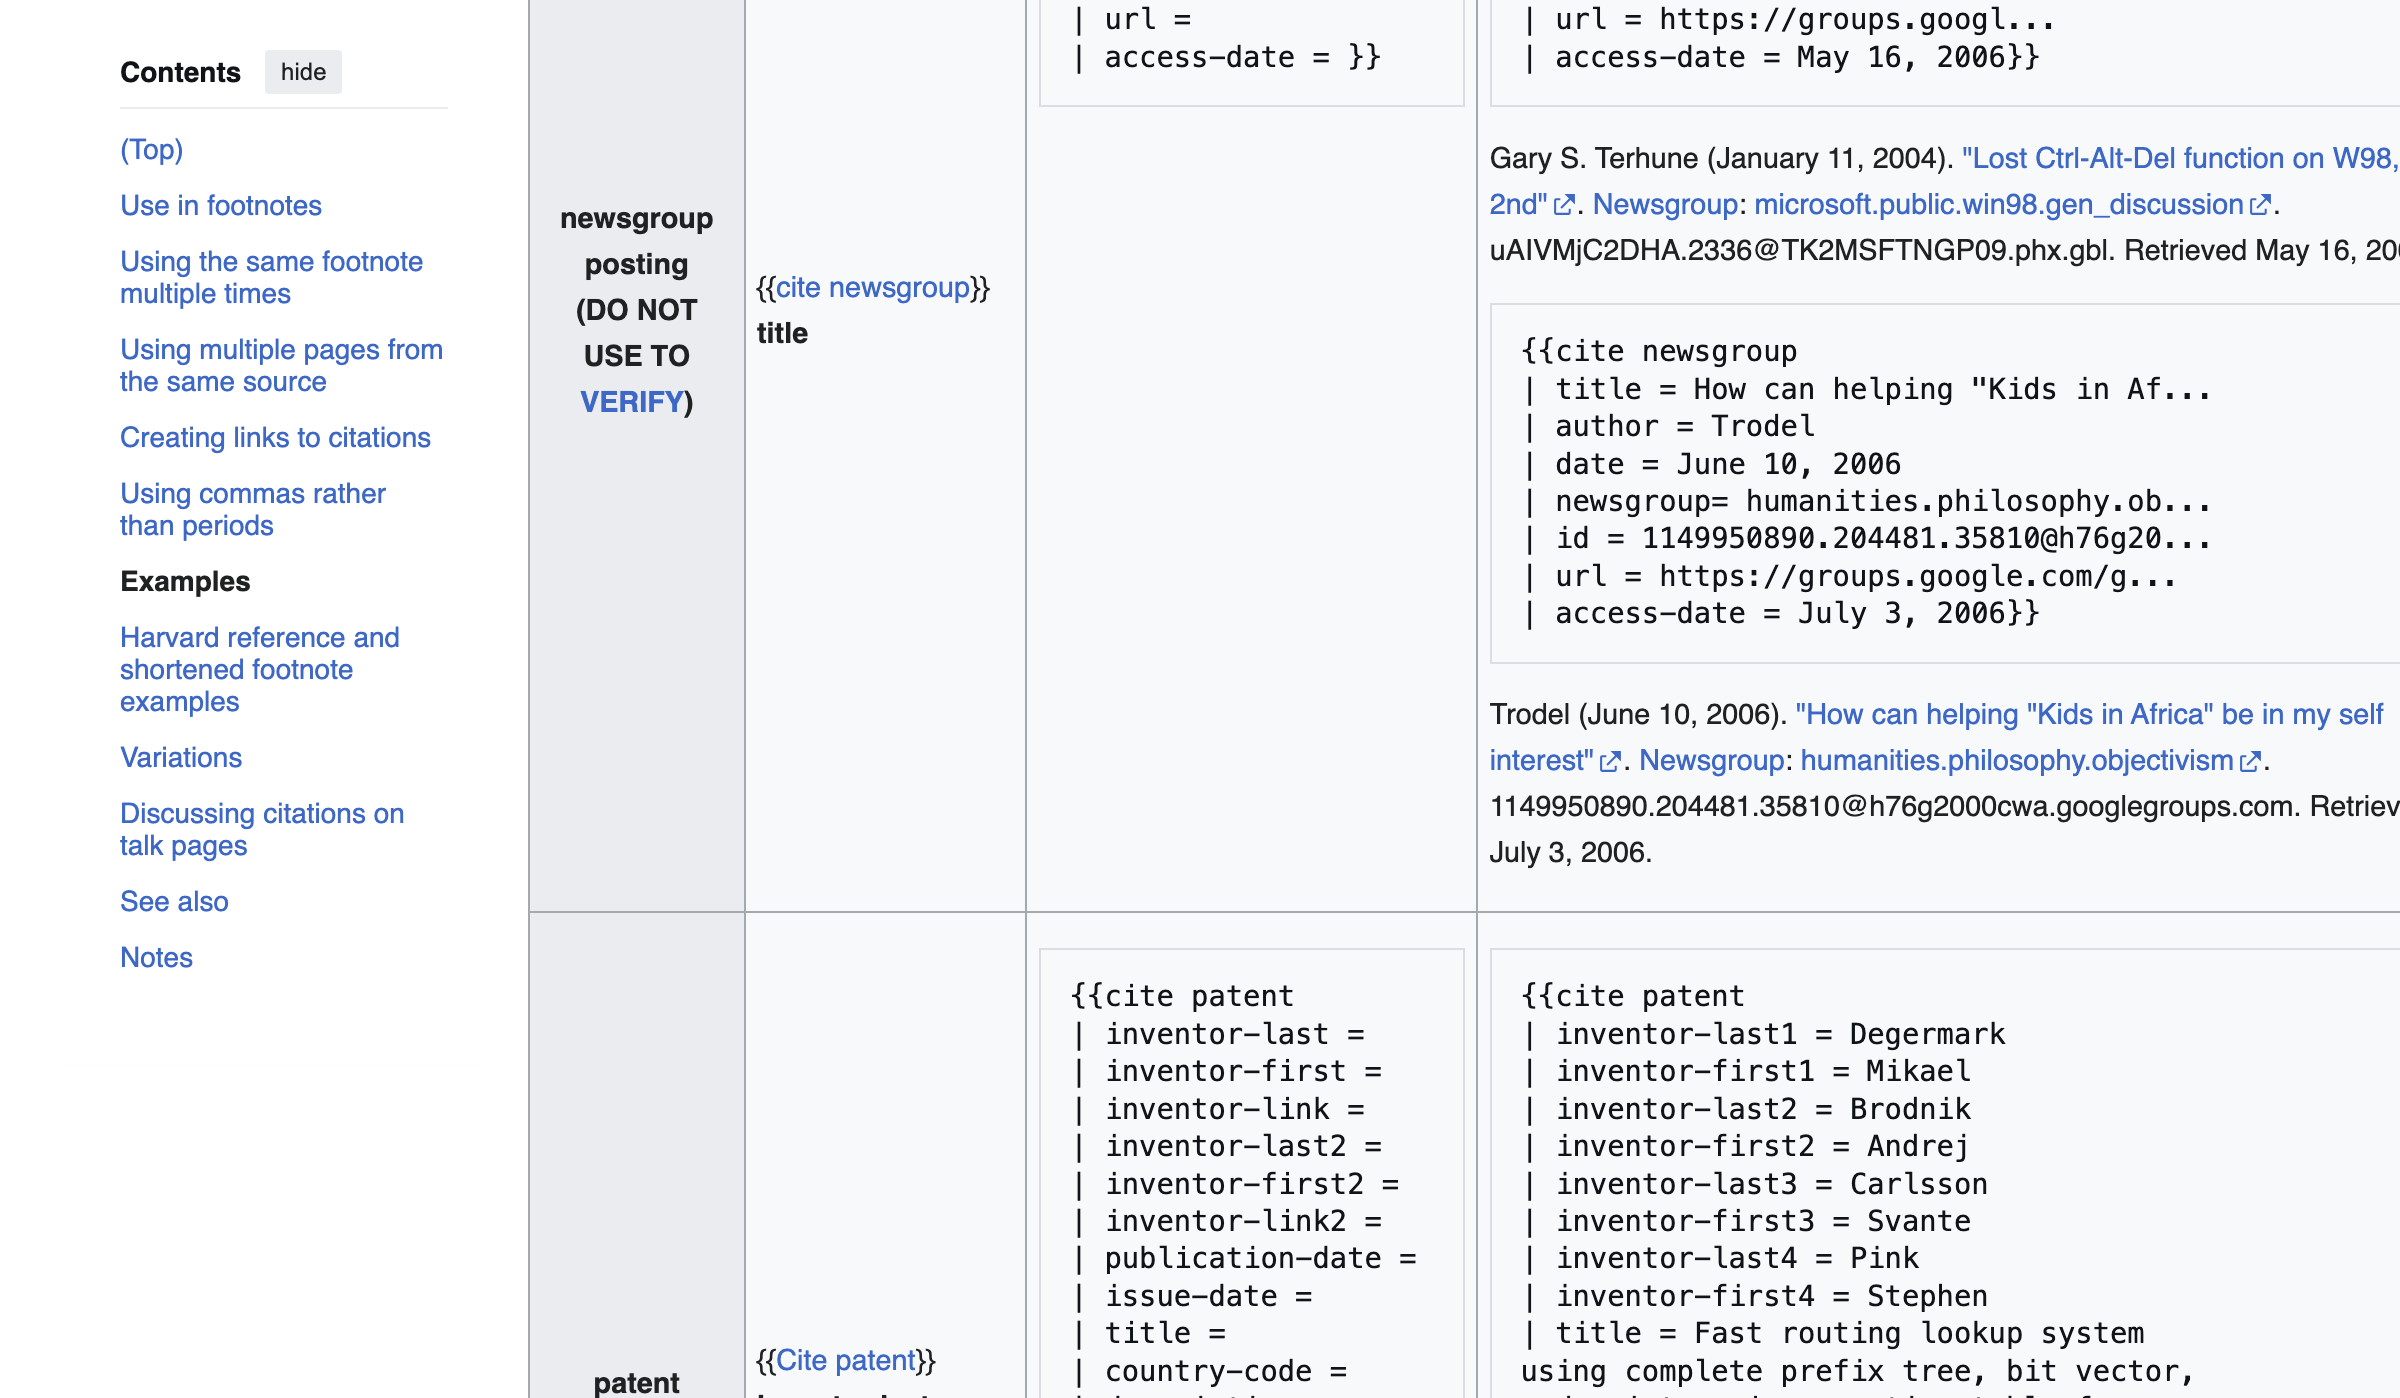 Contents hide
(Top)
Use in footnotes
Using the same footnote
multiple times
Using multiple pages from
the same source
Creating links to citations
Using commas rather
than periods
Examples
Harvard reference and
shortened footnote
examples
Variations
Discussing citations on
talk pages
See also
Notes
newsgroup
posting
(DO NOT
USE TO
VERIFY)
{{cite newsgroup}}
title
| url =
| access-date = }}
| url = https://groups.googl...
| access-date = May 16, 2006}}
Gary S. Terhune (January 11, 2004). "Lost Ctrl-Alt-Del function on W98,
2nd". Newsgroup: microsoft.public.win98.gen_discussion.
uAIVMjC2DHA.2336@TK2MSFTNGP09.phx.gbl. Retrieved May 16,
{{cite newsgroup
| title = How can helping "Kids in Af...
| author = Trodel
| date = June 10, 2006
| newsgroup= humanities.philosophy.ob...
| id = 1149950890.204481.35810@h76g20...
| url = https://groups.google.com/g...
| access-date = July 3, 2006}}
Trodel (June 10, 2006). "How can helping "Kids in Africa" be in my self
interest". Newsgroup: humanities.philosophy.objectivism.
1149950890.204481.35810@h76g2000cwa.googlegroups.com. Retriev
July 3, 2006.
patent
{{Cite patent}}
{{cite patent
| inventor-last =
| inventor-first =
| inventor-link =
| inventor-last2 =
| inventor-first2 =
| inventor-link2 =
| publication-date =
| issue-date =
| title =
| country-code =
{{cite patent
| inventor-last1 = Degermark
| inventor-first1 = Mikael
| inventor-last2 = Brodnik
| inventor-first2 = Andrej
| inventor-last3 = Carlsson
| inventor-first3 = Svante
| inventor-last4 = Pink
| inventor-first4 = Stephen
| title = Fast routing lookup system
using complete prefix tree, bit vector,